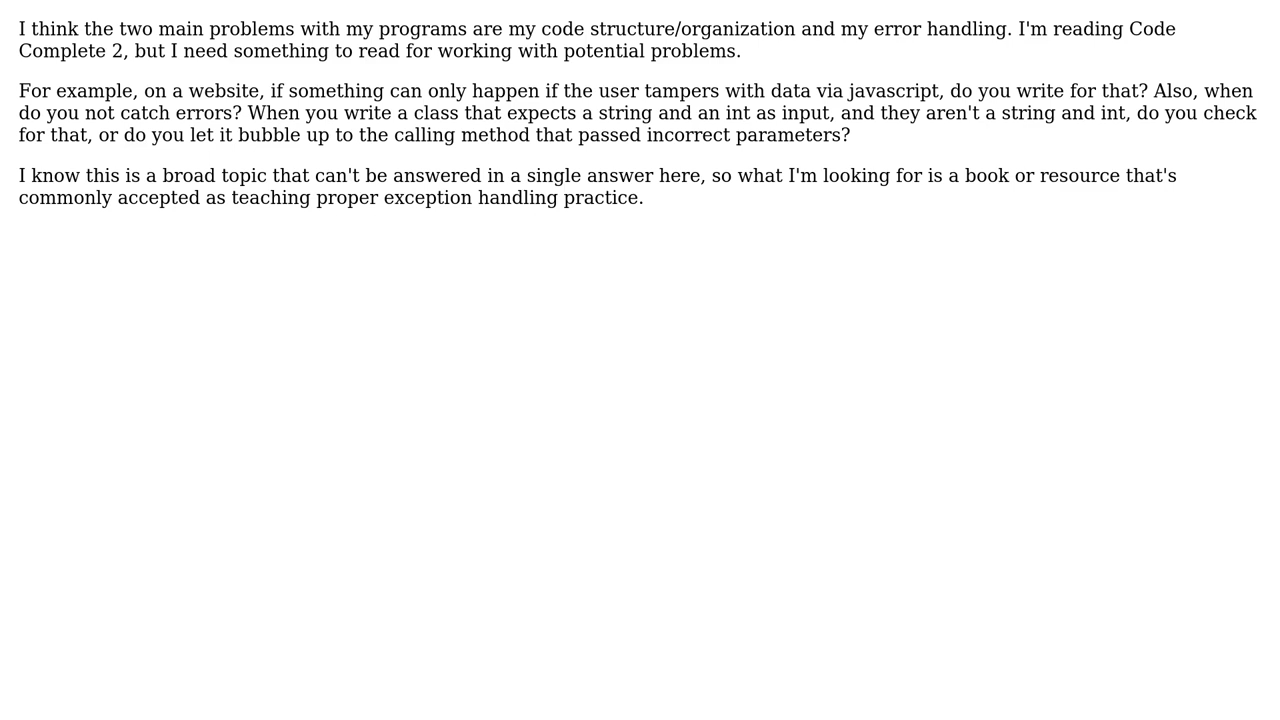 I think the two main problems with my programs are my code structure/organization and my error handling. I'm reading Code
Complete 2, but I need something to read for working with potential problems.
For example, on a website, if something can only happen if the user tampers with data via javascript, do you write for that? Also, when
do you not catch errors? When you write a class that expects a string and an int as input, and they aren't a string and int, do you check
for that, or do you let it bubble up to the calling method that passed incorrect parameters?
I know this is a broad topic that can't be answered in a single answer here, so what I'm looking for is a book or resource that's
commonly accepted as teaching proper exception handling practice.